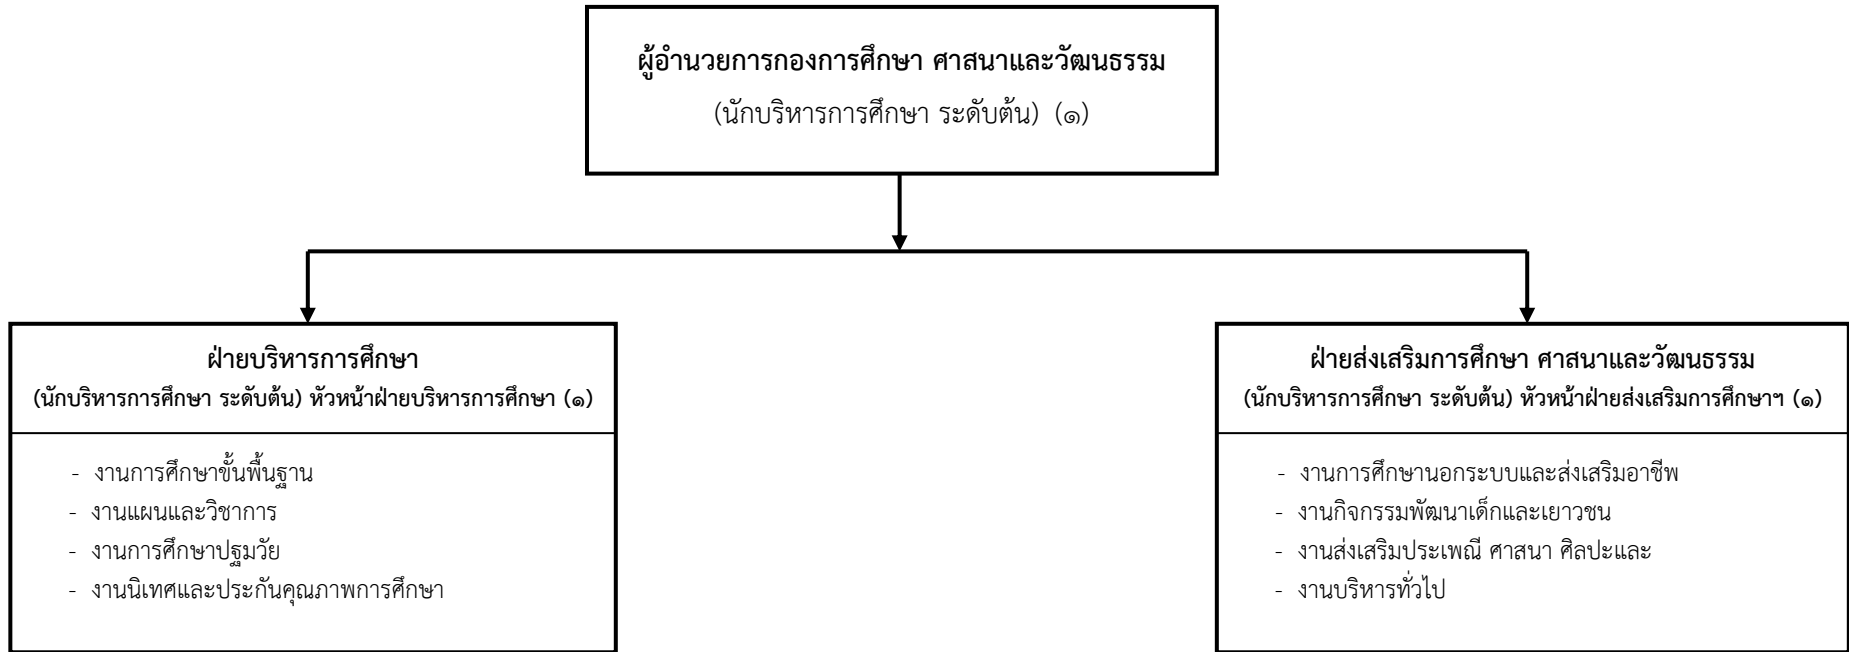 ผู้อำนวยการกองการศึกษา ศาสนาและวัฒนธรรม
(นักบริหารการศึกษา ระดับต้น) (๑)
ฝ่ายบริหารการศึกษา
(นักบริหารการศึกษา ระดับต้น) หัวหน้าฝ่ายบริหารการศึกษา (๑)
- งานการศึกษาขั้นพื้นฐาน
- งานแผนและวิชาการ
- งานการศึกษาปฐมวัย
- งานนิเทศและประกันคุณภาพการศึกษา
ฝ่ายส่งเสริมการศึกษา ศาสนาและวัฒนธรรม
(นักบริหารการศึกษา ระดับต้น) หัวหน้าฝ่ายส่งเสริมการศึกษาฯ (๑)
- งานการศึกษานอกระบบและส่งเสริมอาชีพ
- งานกิจกรรมพัฒนาเด็กและเยาวชน
- งานส่งเสริมประเพณี ศาสนา ศิลปะและ
- งานบริหารทั่วไป